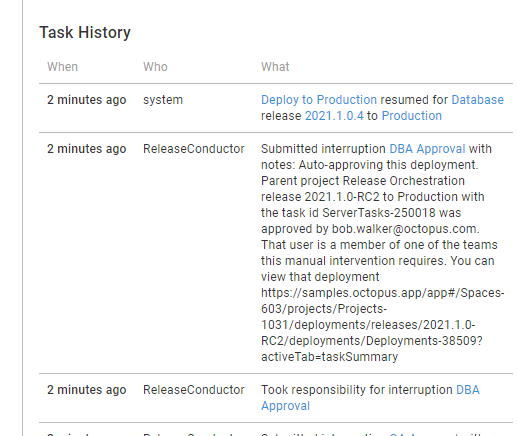 Task History
When Who What
2 minutes ago system Deploy to Production resumed for Database
release 2021.1.0.4 to Production
2 minutes ago ReleaseConductor Submitted interruption DBA Approval with
notes: Auto-approving this deployment.
Parent project Release Orchestration
release 2021.1.0-RC2 to Production with
the task id ServerTasks-250018 was
approved by bob.walker@octopus.com.
That user is a member of one of the teams
this manual intervention requires. You can
view that deployment
https://samples.octopus.app/app#/Spaces-
603/projects/Projects-
1031/deployments/releases/2021.1.0-
RC2/deployments/Deployments-38509?
activeTab=taskSummary
2 minutes ago ReleaseConductor Took responsibility for interruption DBA
Approval